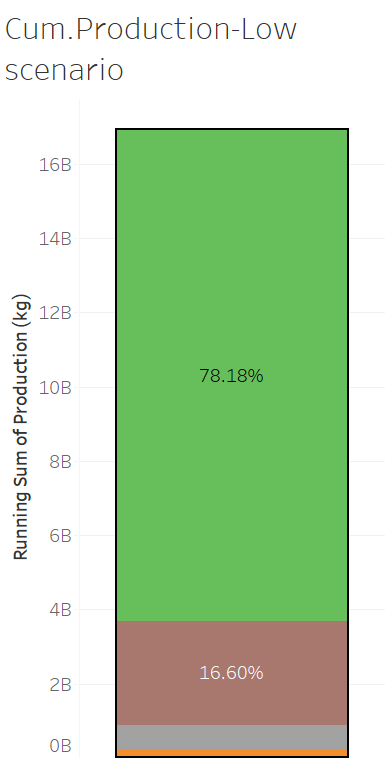 Cum.Production-Low
scenario
16B
14B
12B
10B
8B
6B
4B
2B
0B
Running Sum of Production (kg)
78.18%
16.60%